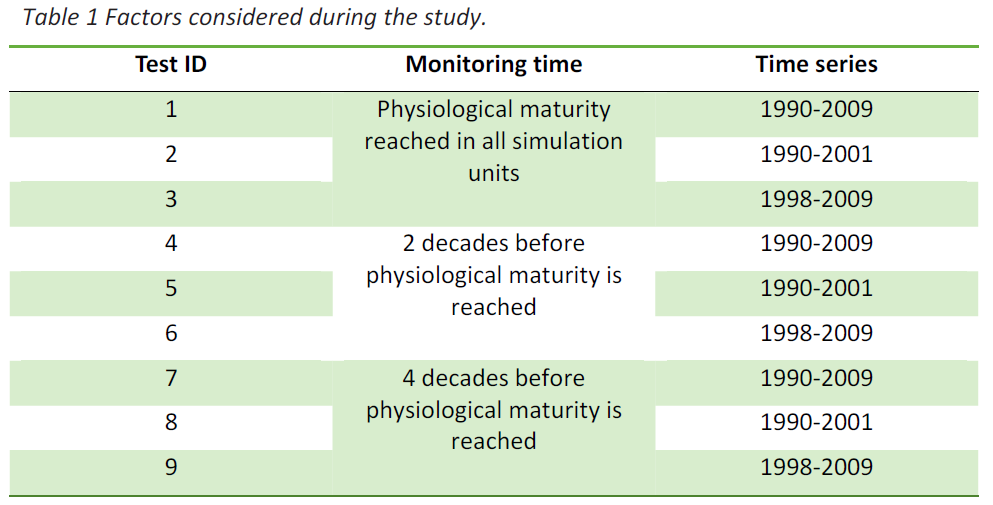 Table 1 Factors considered during the study.
Test ID Monitoring time Time series
1 Physiological maturity 1990-2009
reached in all simulation
2 1990-2001
units
3 1998-2009
4 2 decades before 1990-2009
physiological maturity is
5 1990-2001
reached
6 1998-2009
7 4 decades before 1990-2009
physiological maturity is
8 1990-2001
reached
9 1998-2009